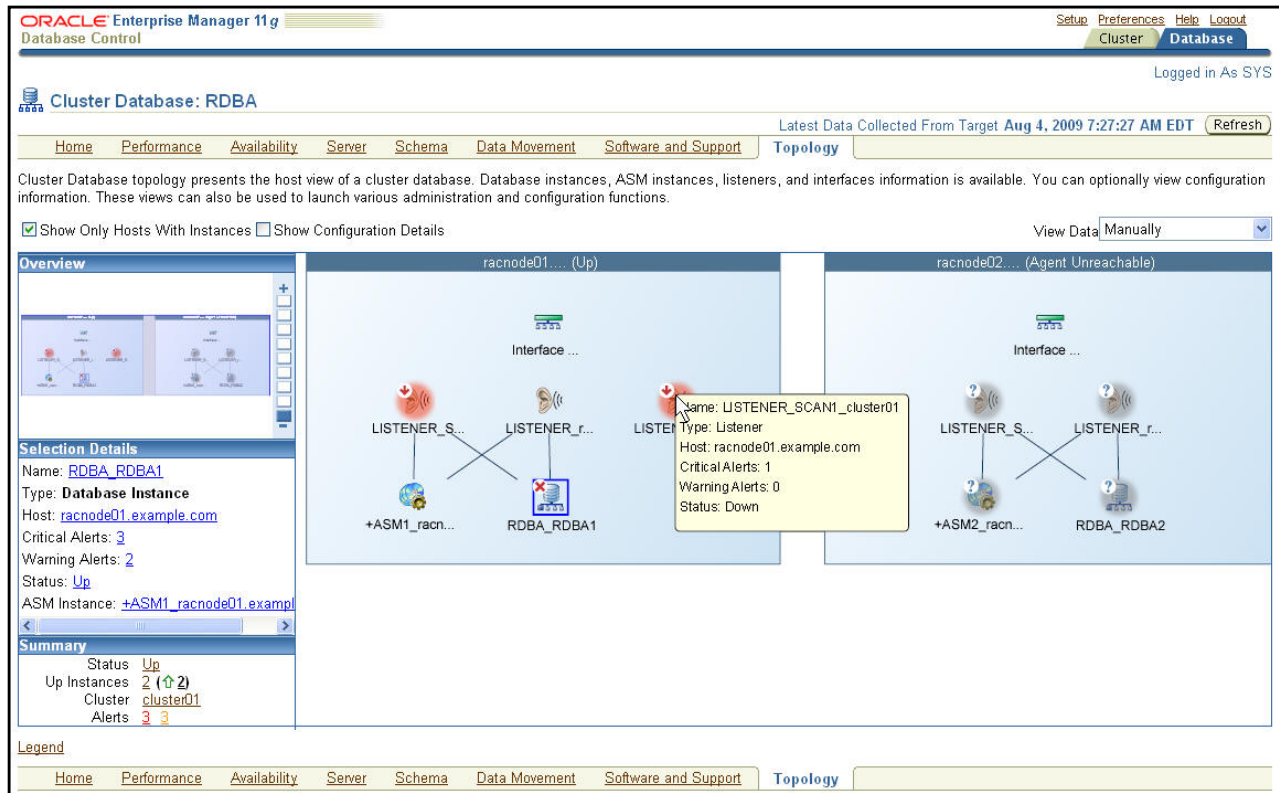 ORACLE Enterprise Manager 11g
Database Control
Setup Preferences Help Logout
Cluster Database
Logged in As SYS
Cluster Database: RDBA
Latest Data Collected From Target Aug 4, 2009 7:27:27 AM EDT Refresh
Home Performance Availability Server Schema Data Movement Software and Support Topology
Cluster Database topology presents the host view of a cluster database. Database instances, ASM instances, listeners, and interfaces information is available. You can optionally view configuration
information. These views can also be used to launch various administration and configuration functions.
Show Only Hosts With Instances Show Configuration Details
View Data Manually
Overview
Selection Details
Name: RDBA_RDBA1
Type: Database Instance
Host: racnode01.example.com
Critical Alerts: 3
Warning Alerts: 2
Status: Up
ASM Instance: +ASM1_racnode01.exampl
Summary
Status Up
Up Instances 2 (2)
Cluster cluster01
Alerts 3 3
racnode01.... (Up)
Interface ...
LISTENER_S... LISTENER_r... LISTEN
+ASM1_racn... RDBA_RDBA1
Name: LISTENER_SCAN1_cluster01
Type: Listener
Host: racnode01.example.com
Critical Alerts: 1
Warning Alerts: 0
Status: Down
racnode02.... (Agent Unreachable)
Interface ...
LISTENER_S... LISTENER_r...
+ASM2_racn... RDBA_RDBA2
Legend
Home Performance Availability Server Schema Data Movement Software and Support Topology